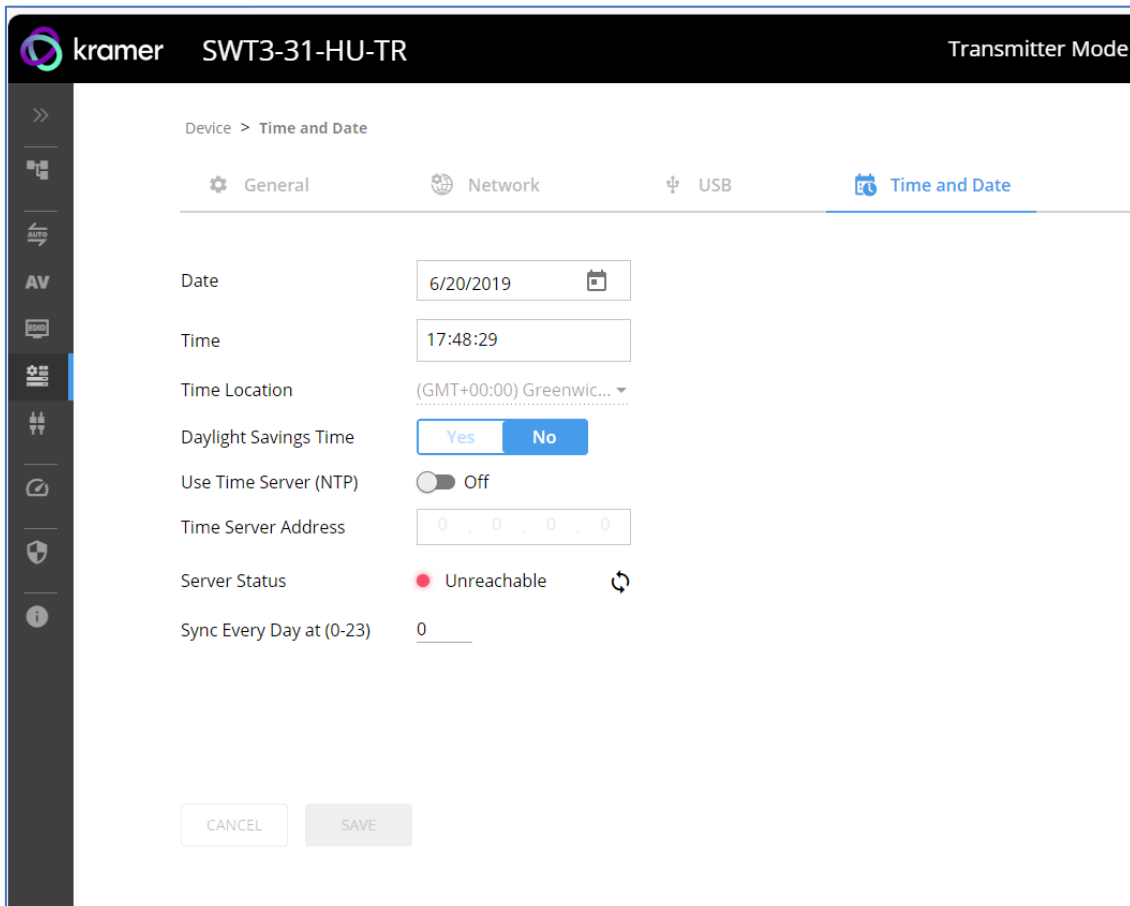 kramer SWT3-31-HU-TR Transmitter Mode
Device > Time and Date
General Network USB Time and Date
Date 6/20/2019
Time 17:48:29
Time Location (GMT+00:00) Greenwic...
AUTO
AV
Daylight Savings Time Yes No
EDID
Use Time Server (NTP) Off
Time Server Address 0 . 0 . 0 . 0
Server Status Unreachable
Sync Every Day at (0-23) 0
CANCEL SAVE